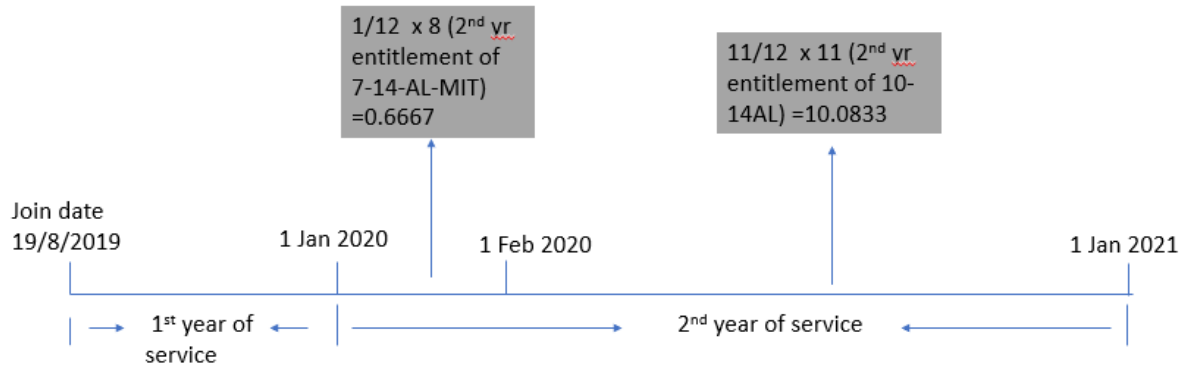 1/12 x 8 (2nd yr
entitlement of
7-14-AL-MIT)
=0.6667
11/12 x 11 (2nd yr
entitlement of 10-
14AL) =10.0833
Join date
19/8/2019
1 Jan 2020
1 Feb 2020
1 Jan 2021
1st year of
service
2nd year of service